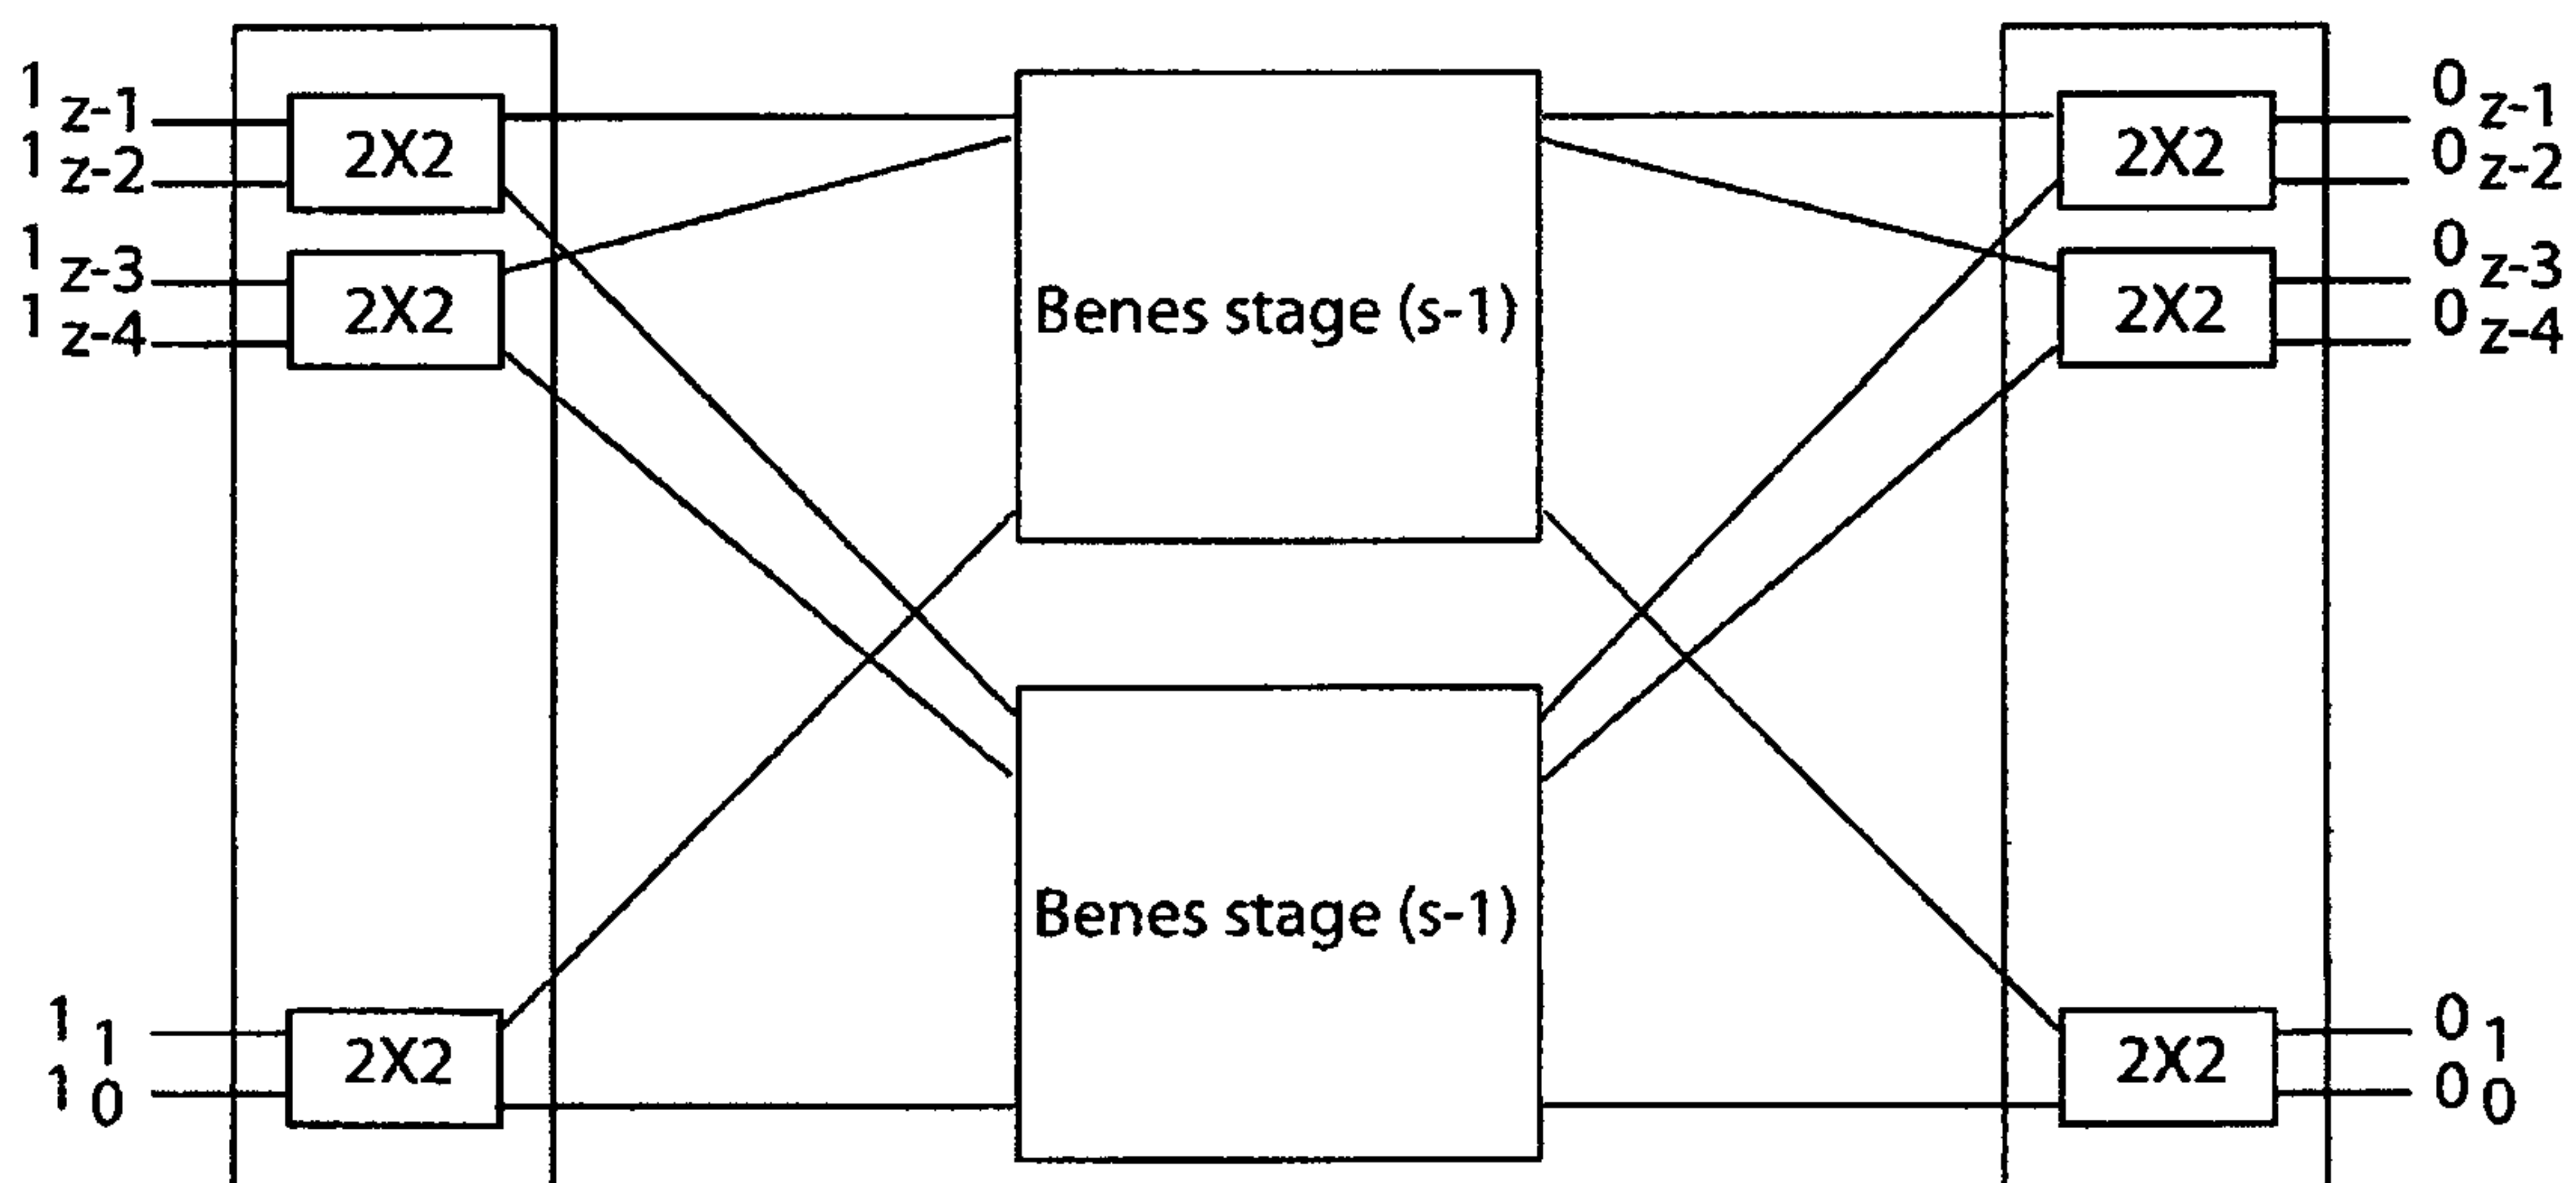 1 z-1
1 z-2
1 z-3
1 z-4
1 1
1 0
2X2
2X2
2X2
Benes stage (s-1)
Benes stage (s-1)
2X2
2X2
2X2
0 z-1
0 z-2
0 z-3
0 z-4
0 1
0 0